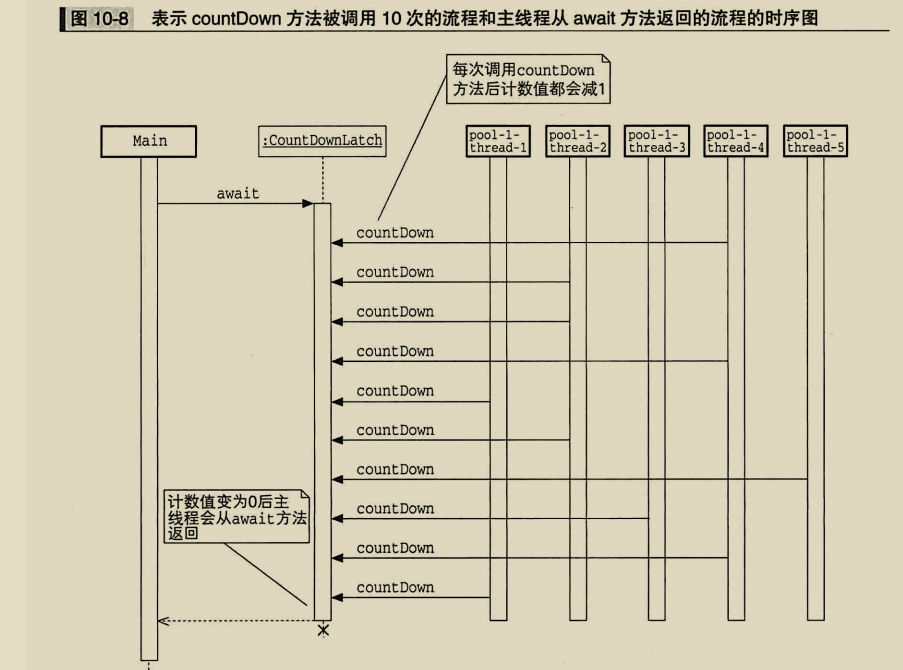 图 10-8 表示 countDown 方法被调用 10 次的流程和主线程从 await 方法返回的流程的时序图
每次调用countDown
方法后计数值都会减1
Main
:CountDownLatch
pool-1-
thread-1
pool-1-
thread-2
pool-1-
thread-3
pool-1-
thread-4
pool-1-
thread-5
await
countDown
countDown
countDown
countDown
countDown
countDown
countDown
计数值变为0后主
线程会从await方法
返回
countDown
countDown
countDown